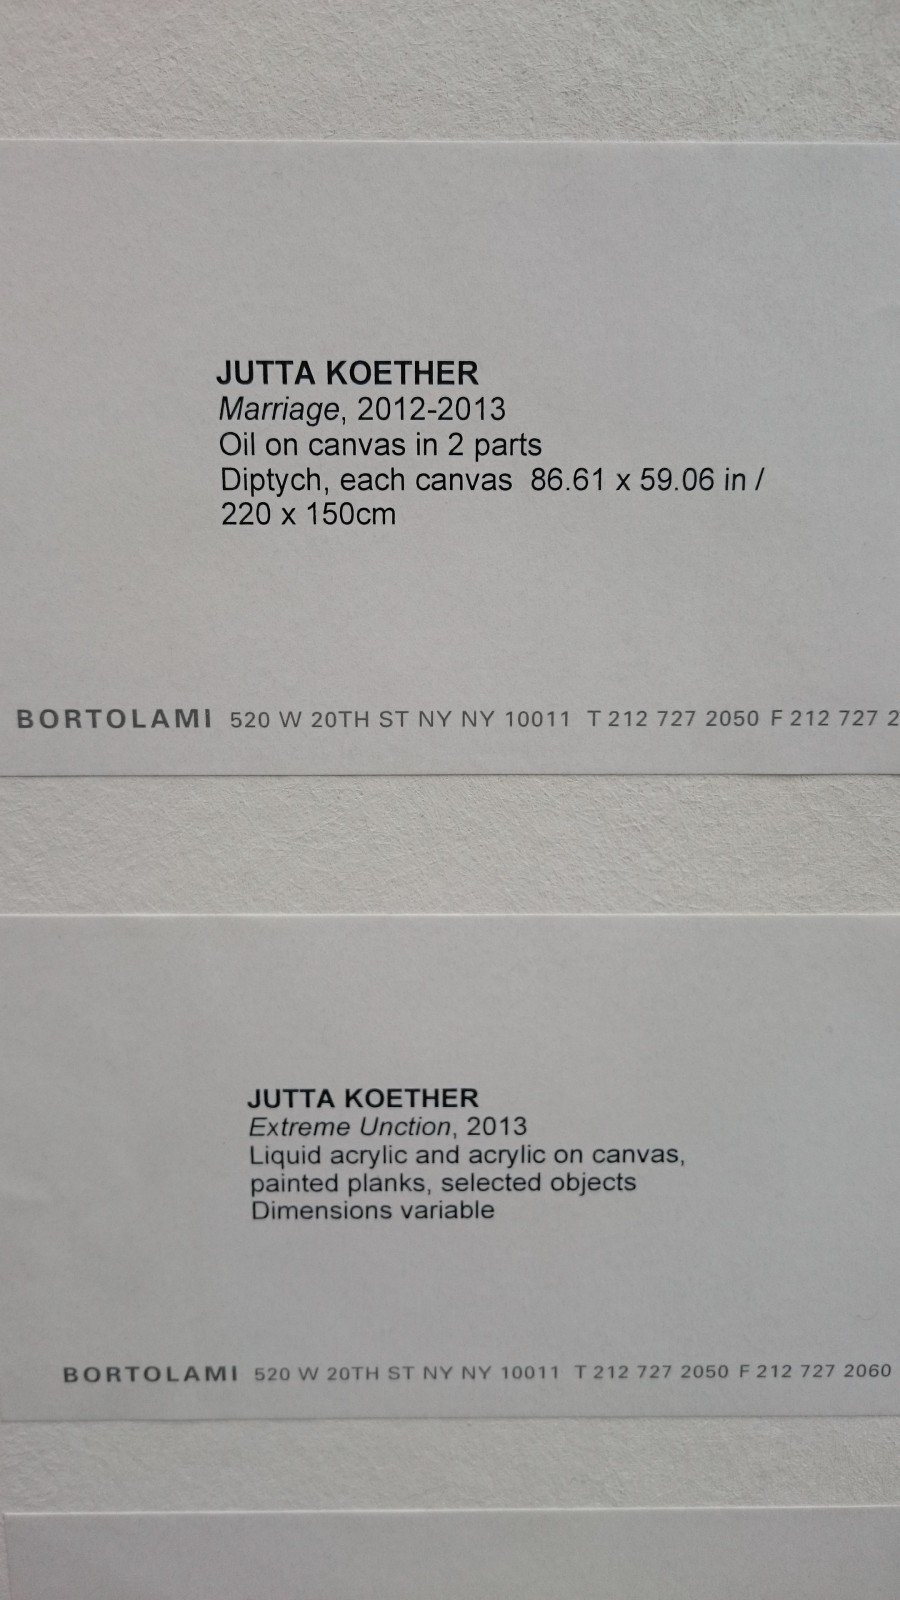 JUTTA KOETHER
Marriage, 2012-2013
Oil on canvas in 2 parts
Diptych, each canvas 86.61 x 59.06 in /
220 x 150cm
BORTOLAMI 520 W 20TH ST NY NY 10011 T 212 727 2050 F 212 727 2
JUTTA KOETHER
Extreme Unction, 2013
Liquid acrylic and acrylic on canvas,
painted planks, selected objects
Dimensions variable
BORTOLAMI 520 W 20TH ST NY NY 10011 T 212 727 2050 F 212 727 2060